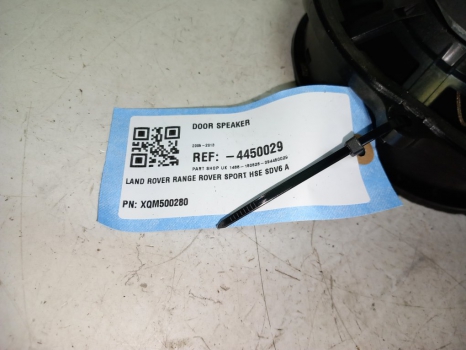 DOOR SPEAKER
REF: -4450029
LAND ROVER RANGE ROVER SPORT HSE SDV6 A
PN: XQM500280